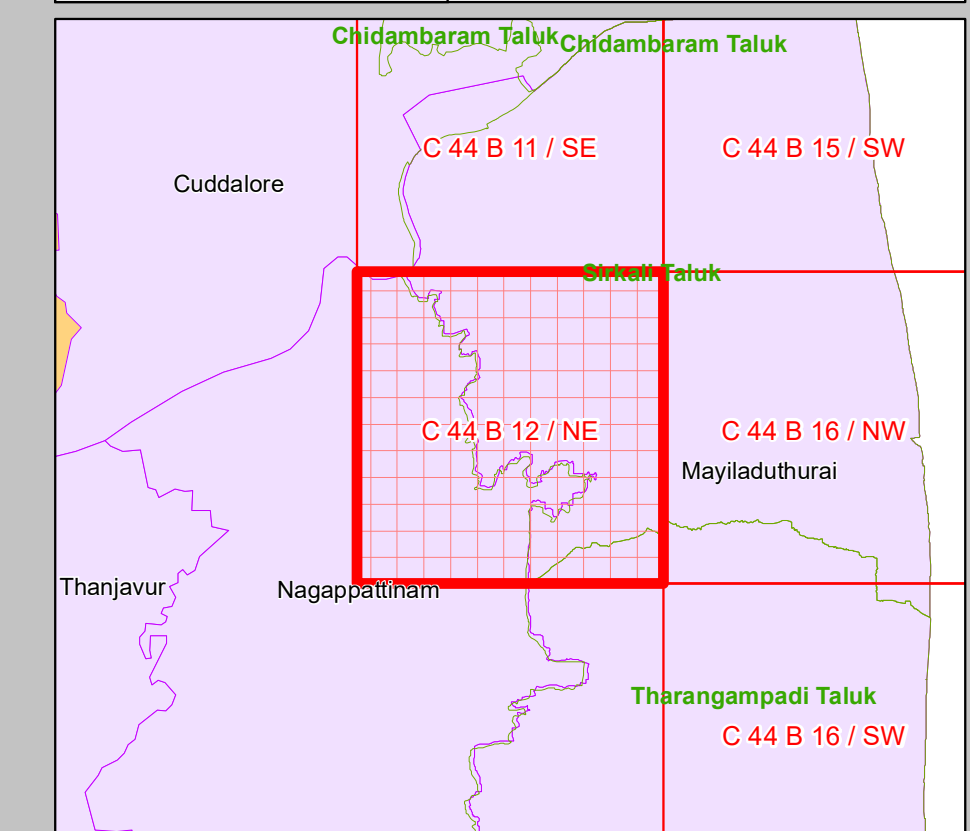 Chidambaram Taluk
Chidambaram Taluk
C 44 B 11 / SE
C 44 B 15 / SW
Cuddalore
Sirkali Taluk
C 44 B 12 / NE
C 44 B 16 / NW
Mayiladuthurai
Thanjavur
Nagappattinam
Tharangampadi Taluk
C 44 B 16 / SW